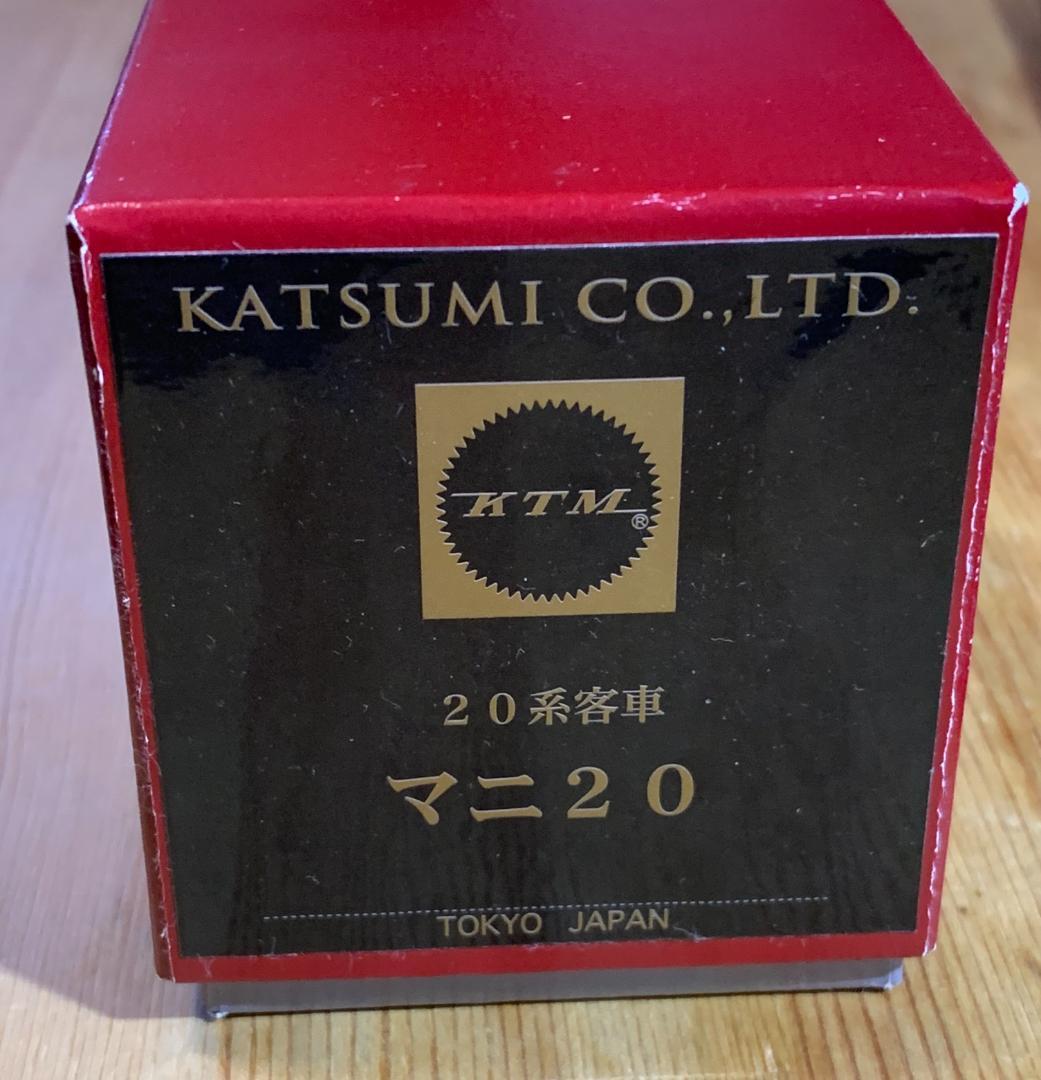 KATSUMI CO.,LTD.
KTM
®
２０系客車
マニ２０
TOKYO JAPAN